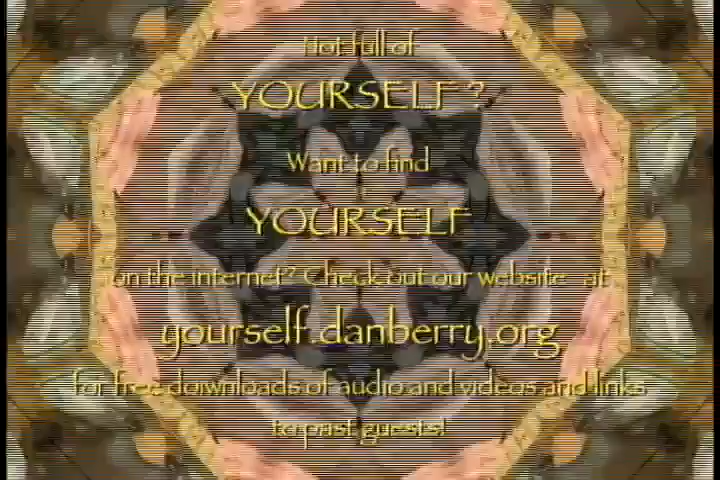 Not full of
YOURSELF ?
Want to find
YOURSELF
on the internet? Check out our website at
yourself.danberry.org
for free downloads of audio and videos and links
to past guests!